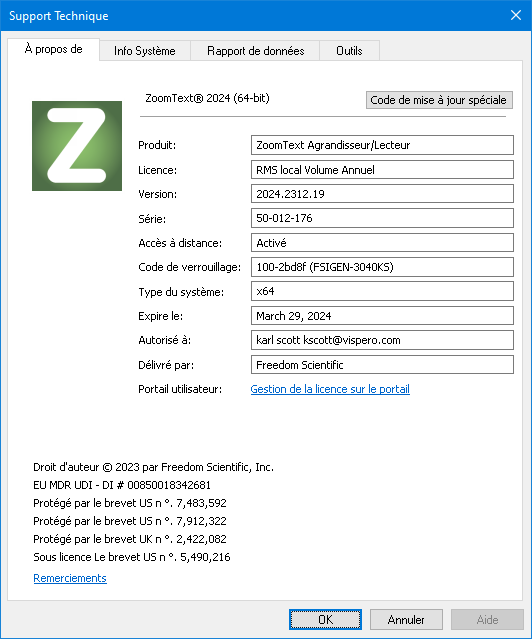 Support Technique
À propos de
Info Système
Rapport de données
Outils
Z
ZoomText® 2024 (64-bit)
Code de mise à jour spéciale
Produit: ZoomText Agrandisseur/Lecteur
Licence: RMS local Volume Annuel
Version: 2024.2312.19
Série: 50-012-176
Accès à distance: Activé
Code de verrouillage: 100-2bd8f (FSIGEN-3040KS)
Type du système: x64
Expire le: March 29, 2024
Autorisé à: karl scott kscott@vispero.com
Délivré par: Freedom Scientific
Portail utilisateur: Gestion de la licence sur le portail
Droit d'auteur © 2023 par Freedom Scientific, Inc.
EU MDR UDI - DI # 00850018342681
Protégé par le brevet US n °. 7,483,592
Protégé par le brevet US n °. 7,912,322
Protégé par le brevet UK n °. 2,422,082
Sous licence Le brevet US n °. 5,490,216
Remerciements
OK
Annuler
Aide